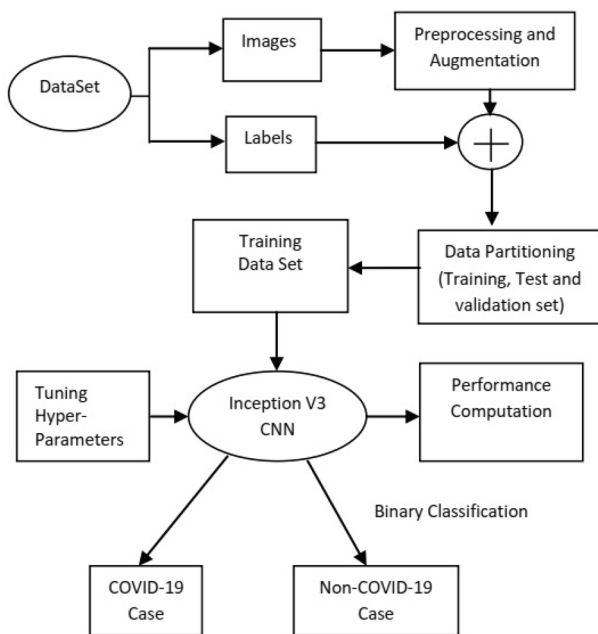 Images
Preprocessing and
Augmentation
DataSet
Labels
Training
Data Set
Data Partitioning
(Training, Test and
validation set)
Tuning
Hyper-
Parameters
Inception V3
CNN
Performance
Computation
Binary Classification
COVID-19
Case
Non-COVID-19
Case